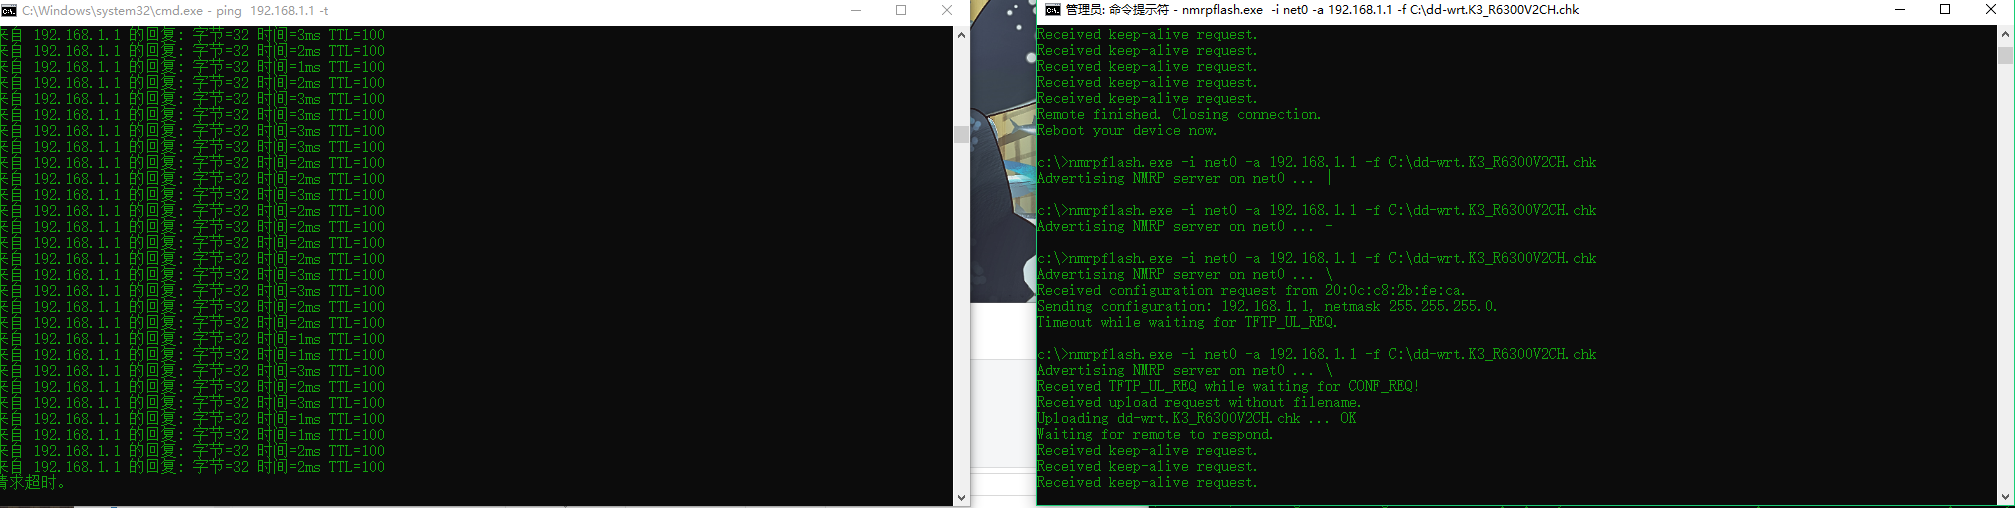 C:\Windows\system32\cmd.exe - ping  192.168.1.1 -t
来自 192.168.1.1 的回复: 字节=32 时间=3ms TTL=100
来自 192.168.1.1 的回复: 字节=32 时间=2ms TTL=100
来自 192.168.1.1 的回复: 字节=32 时间=1ms TTL=100
来自 192.168.1.1 的回复: 字节=32 时间=2ms TTL=100
来自 192.168.1.1 的回复: 字节=32 时间=3ms TTL=100
来自 192.168.1.1 的回复: 字节=32 时间=3ms TTL=100
来自 192.168.1.1 的回复: 字节=32 时间=3ms TTL=100
来自 192.168.1.1 的回复: 字节=32 时间=3ms TTL=100
来自 192.168.1.1 的回复: 字节=32 时间=2ms TTL=100
来自 192.168.1.1 的回复: 字节=32 时间=2ms TTL=100
来自 192.168.1.1 的回复: 字节=32 时间=3ms TTL=100
来自 192.168.1.1 的回复: 字节=32 时间=2ms TTL=100
来自 192.168.1.1 的回复: 字节=32 时间=2ms TTL=100
来自 192.168.1.1 的回复: 字节=32 时间=2ms TTL=100
来自 192.168.1.1 的回复: 字节=32 时间=2ms TTL=100
来自 192.168.1.1 的回复: 字节=32 时间=3ms TTL=100
来自 192.168.1.1 的回复: 字节=32 时间=3ms TTL=100
来自 192.168.1.1 的回复: 字节=32 时间=2ms TTL=100
来自 192.168.1.1 的回复: 字节=32 时间=2ms TTL=100
来自 192.168.1.1 的回复: 字节=32 时间=1ms TTL=100
来自 192.168.1.1 的回复: 字节=32 时间=1ms TTL=100
来自 192.168.1.1 的回复: 字节=32 时间=3ms TTL=100
来自 192.168.1.1 的回复: 字节=32 时间=2ms TTL=100
来自 192.168.1.1 的回复: 字节=32 时间=3ms TTL=100
来自 192.168.1.1 的回复: 字节=32 时间=1ms TTL=100
来自 192.168.1.1 的回复: 字节=32 时间=1ms TTL=100
来自 192.168.1.1 的回复: 字节=32 时间=2ms TTL=100
来自 192.168.1.1 的回复: 字节=32 时间=2ms TTL=100
请求超时。
管理员: 命令提示符 - nmrpflash.exe  -i net0 -a 192.168.1.1 -f C:\dd-wrt.K3_R6300V2CH.chk
Received keep-alive request.
Received keep-alive request.
Received keep-alive request.
Received keep-alive request.
Received keep-alive request.
Remote finished. Closing connection.
Reboot your device now.
c:\>nmrpflash.exe -i net0 -a 192.168.1.1 -f C:\dd-wrt.K3_R6300V2CH.chk
Advertising NMRP server on net0 ... |
c:\>nmrpflash.exe -i net0 -a 192.168.1.1 -f C:\dd-wrt.K3_R6300V2CH.chk
Advertising NMRP server on net0 ... -
c:\>nmrpflash.exe -i net0 -a 192.168.1.1 -f C:\dd-wrt.K3_R6300V2CH.chk
Advertising NMRP server on net0 ... \
Received configuration request from 20:0c:c8:2b:fe:ca.
Sending configuration: 192.168.1.1, netmask 255.255.255.0.
Timeout while waiting for TFTP_UL_REQ.
c:\>nmrpflash.exe -i net0 -a 192.168.1.1 -f C:\dd-wrt.K3_R6300V2CH.chk
Advertising NMRP server on net0 ... \
Received TFTP_UL_REQ while waiting for CONF_REQ!
Received upload request without filename.
Uploading dd-wrt.K3_R6300V2CH.chk ... OK
Waiting for remote to respond.
Received keep-alive request.
Received keep-alive request.
Received keep-alive request.